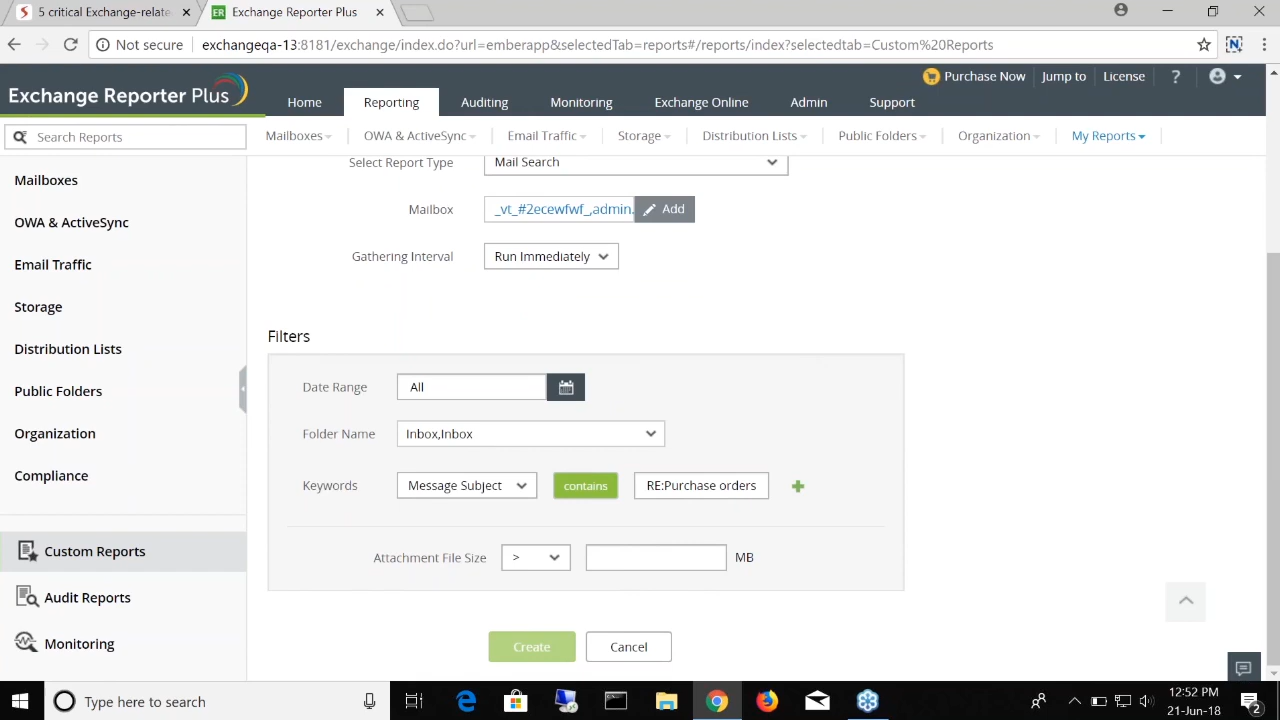 5 critical Exchange-relate
Exchange Reporter Plus
Not secure
exchangeqa-13:8181/exchange/index.do?url=emberapp&selectedTab=reports#/reports/index?selectedtab=Custom%20Reports
Purchase Now
Jump to
License
?
Exchange Reporter Plus
Home
Reporting
Auditing
Monitoring
Exchange Online
Admin
Support
Search Reports
Mailboxes
OWA & ActiveSync
Email Traffic
Storage
Distribution Lists
Public Folders
Organization
My Reports
Mailboxes
OWA & ActiveSync
Email Traffic
Storage
Distribution Lists
Public Folders
Organization
Compliance
Custom Reports
Audit Reports
Monitoring
Select Report Type
Mail Search
Mailbox
_vt_#2ecewfwf_,admin.
Add
Gathering Interval
Run Immediately
Filters
Date Range
All
Folder Name
Inbox,Inbox
Keywords
Message Subject
contains
RE:Purchase orders
Attachment File Size
>
MB
Create
Cancel
Type here to search
12:52 PM
21-Jun-18
2